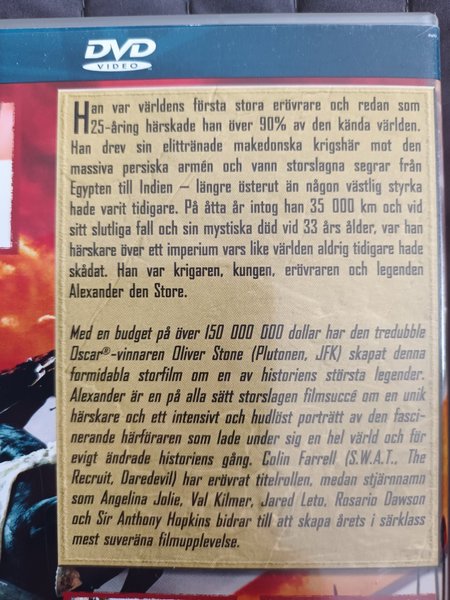 DVD
VIDEO
Han var världens första stora erövrare och redan som
25-åring härskade han över 90% av den kända världen.
Han drev sin elittränade makedonska krigshär mot den
massiva persiska armén och vann storslagna segrar från
Egypten till Indien – längre österut än någon västlig styrka
hade varit tidigare. På åtta år intog han 35 000 km och vid
sitt slutliga fall och sin mystiska död vid 33 års ålder, var han
härskare över ett imperium vars like världen aldrig tidigare hade
skådat. Han var krigaren, kungen, erövraren och legenden
Alexander den Store.
Med en budget på över 150 000 000 dollar har den tredubble
Oscar®-vinnaren Oliver Stone (Plutonen, JFK) skapat denna
formidabla storfilm om en av historiens största legender.
Alexander är en på alla sätt storslagen filmsuccé om en unik
härskare och ett intensivt och hudlöst porträtt av den fasci-
nerande härföraren som lade under sig en hel värld och för
evigt ändrade historiens gång. Colin Farrell (S.W.A.T., The
Recruit, Daredevil) har erövrat titelrollen, medan stjärnnamn
som Angelina Jolie, Val Kilmer, Jared Leto, Rosario Dawson
och Sir Anthony Hopkins bidrar till att skapa årets i särklass
mest suveräna filmupplevelse.